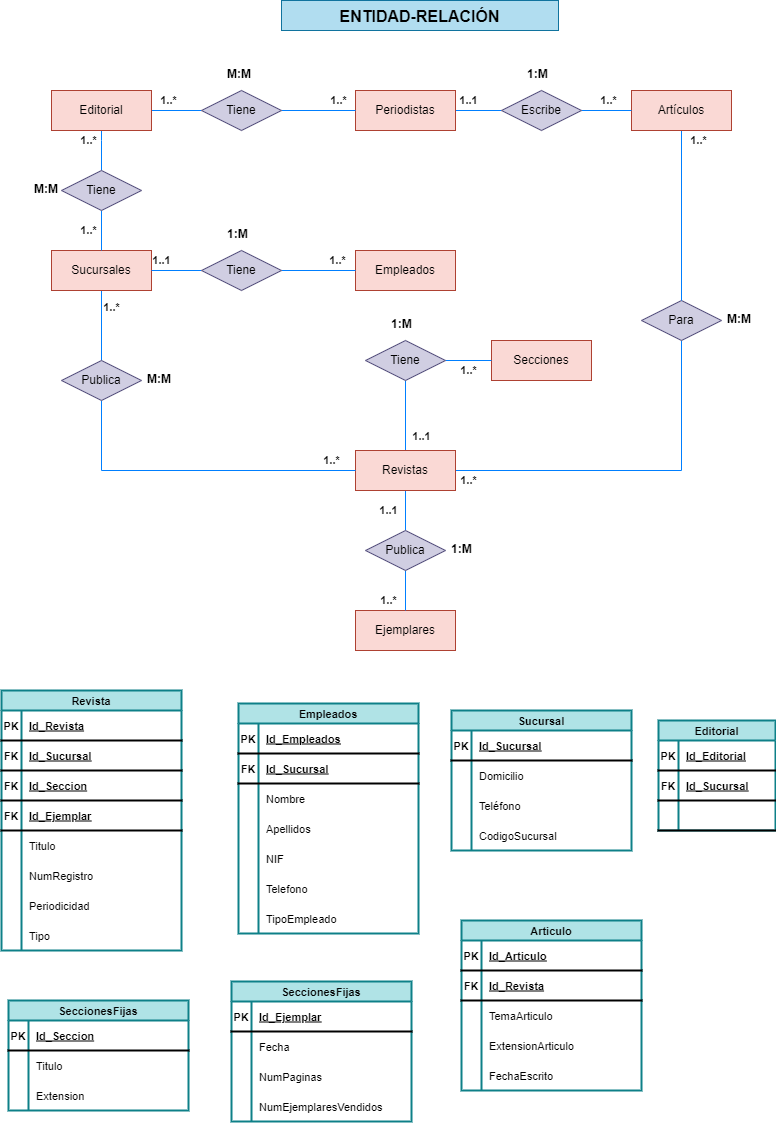 ENTIDAD-RELACIÓN
M:M
1:M
Editorial
1..*
Tiene
1..*
Periodistas
1..1
Escribe
1..*
Artículos
1..*
1..*
M:M
Tiene
1..*
1:M
Sucursales
1..1
Tiene
1..*
Empleados
1..*
1:M
Para
M:M
Tiene
1..*
Secciones
Publica
M:M
1..1
1..*
Revistas
1..*
1..1
Publica
1:M
1..*
Ejemplares
Revista
PK Id_Revista
FK Id_Sucursal
FK Id_Seccion
FK Id_Ejemplar
Titulo
NumRegistro
Periodicidad
Tipo
Empleados
PK Id_Empleados
FK Id_Sucursal
Nombre
Apellidos
NIF
Telefono
TipoEmpleado
Sucursal
PK Id_Sucursal
Domicilio
Teléfono
CodigoSucursal
Editorial
PK Id_Editorial
FK Id_Sucursal
SeccionesFijas
PK Id_Seccion
Titulo
Extension
SeccionesFijas
PK Id_Ejemplar
Fecha
NumPaginas
NumEjemplaresVendidos
Articulo
PK Id_Articulo
FK Id_Revista
TemaArticulo
ExtensionArticulo
FechaEscrito